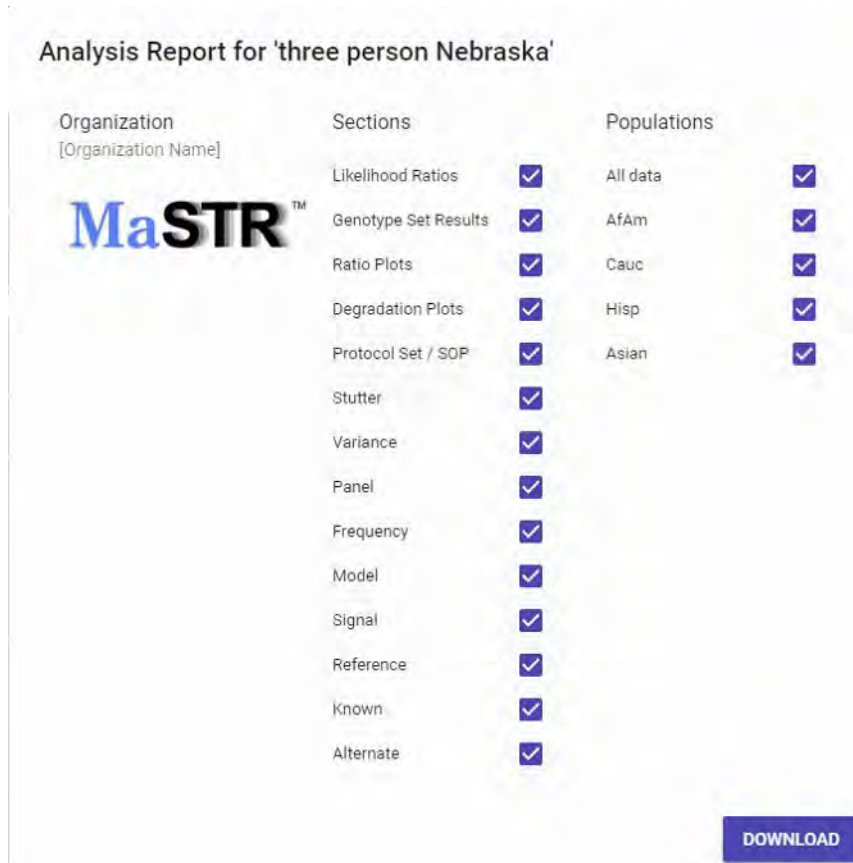 Analysis Report for 'three person Nebraska'
Organization
[Organization Name]
MaSTR™
Sections
Likelihood Ratios
Genotype Set Results
Ratio Plots
Degradation Plots
Protocol Set / SOP
Stutter
Variance
Panel
Frequency
Model
Signal
Reference
Known
Alternate
Populations
All data
AfAm
Cauc
Hisp
Asian
DOWNLOAD